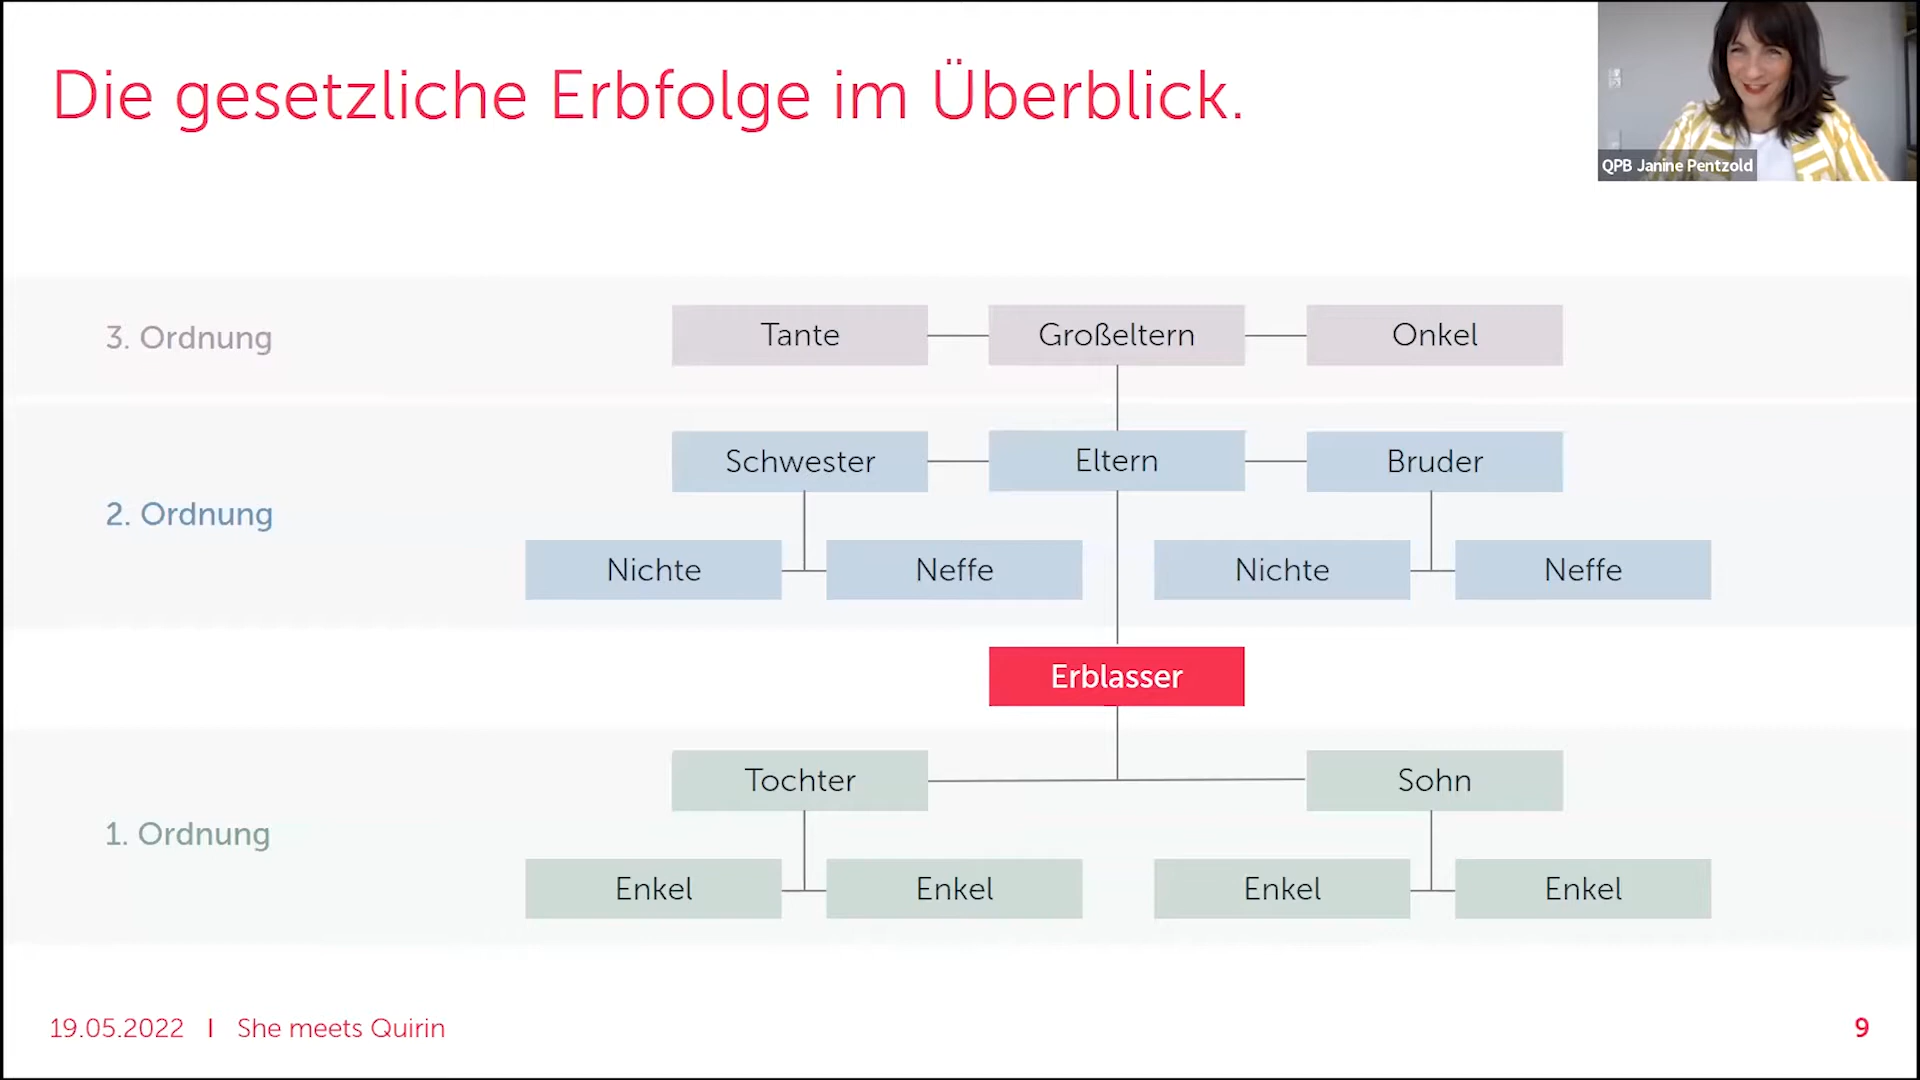 Die gesetzliche Erbfolge im Überblick.
QPB Janine Pentzold
3. Ordnung
Tante
Großeltern
Onkel
2. Ordnung
Schwester
Eltern
Bruder
Nichte
Neffe
Nichte
Neffe
Erblasser
1. Ordnung
Tochter
Sohn
Enkel
Enkel
Enkel
Enkel
19.05.2022 | She meets Quirin
9